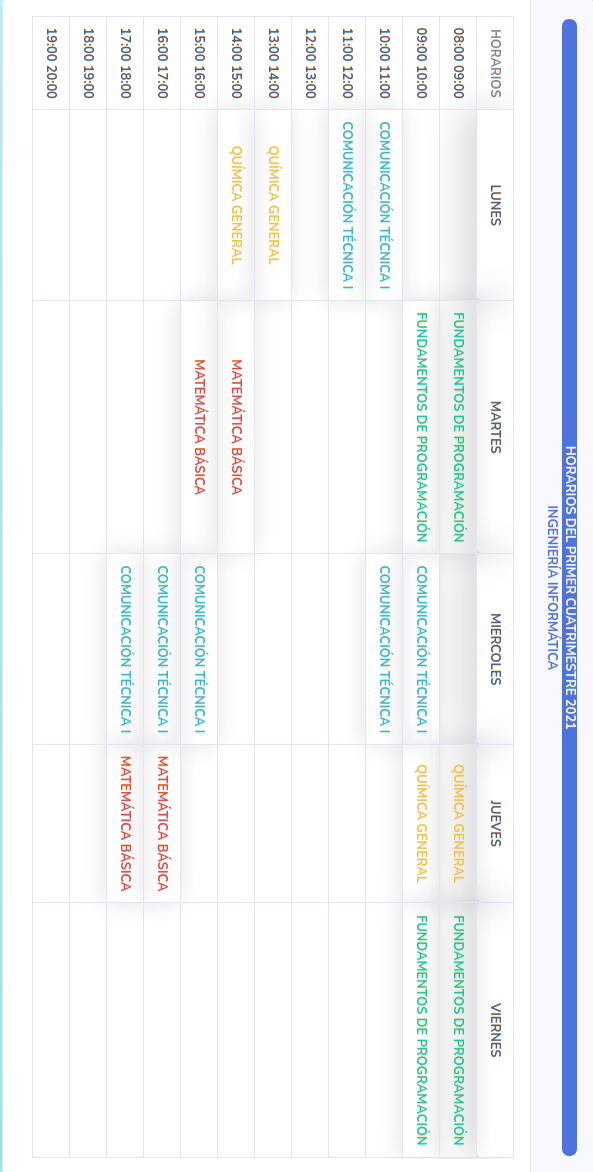 HORARIOS DEL PRIMER CUATRIMESTRE 2021
INGENIERÍA INFORMÁTICA
HORARIOS LUNES MARTES MIERCOLES JUEVES VIERNES
08:00 09:00 FUNDAMENTOS DE PROGRAMACIÓN QUÍMICA GENERAL FUNDAMENTOS DE PROGRAMACIÓN
09:00 10:00 FUNDAMENTOS DE PROGRAMACIÓN COMUNICACIÓN TÉCNICA I QUÍMICA GENERAL FUNDAMENTOS DE PROGRAMACIÓN
10:00 11:00 COMUNICACIÓN TÉCNICA I COMUNICACIÓN TÉCNICA I
11:00 12:00 COMUNICACIÓN TÉCNICA I
12:00 13:00
13:00 14:00 QUÍMICA GENERAL
14:00 15:00 QUÍMICA GENERAL MATEMÁTICA BÁSICA
15:00 16:00 MATEMÁTICA BÁSICA COMUNICACIÓN TÉCNICA I
16:00 17:00 COMUNICACIÓN TÉCNICA I MATEMÁTICA BÁSICA
17:00 18:00 COMUNICACIÓN TÉCNICA I MATEMÁTICA BÁSICA
18:00 19:00
19:00 20:00